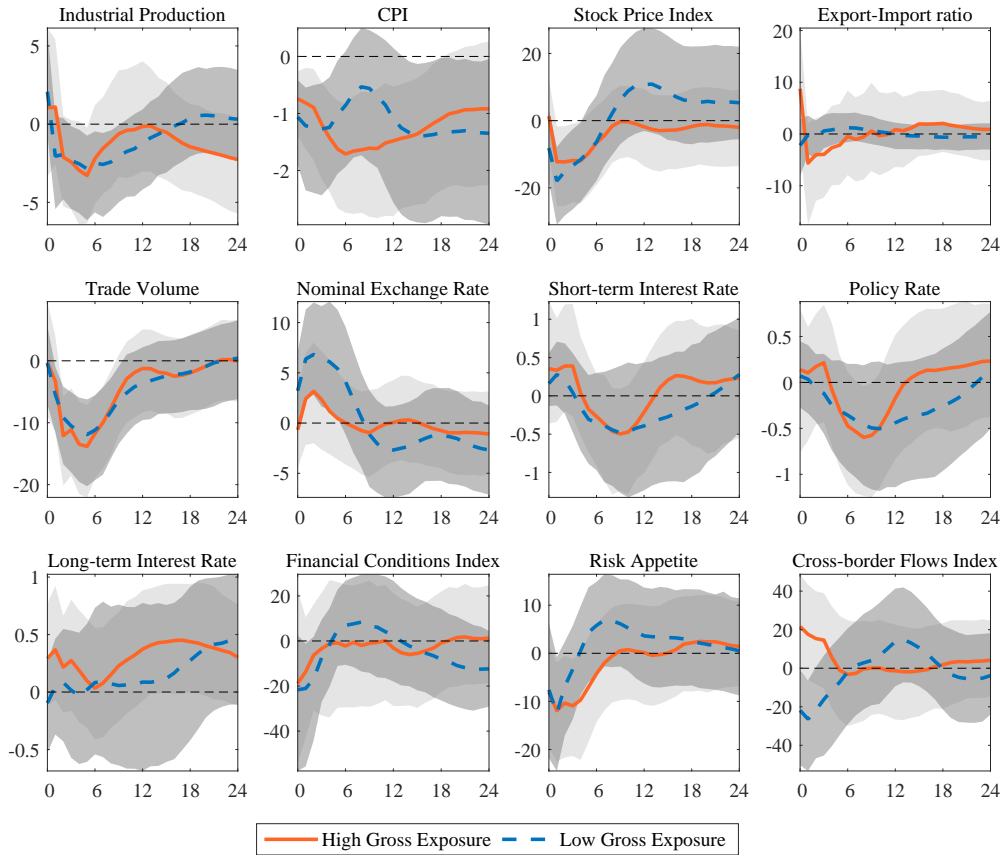 Industrial Production
CPI
Stock Price Index
Export-Import ratio
5
0
-5
0 6 12 18 24
0
-1
-2
0 6 12 18 24
20
0
-20
0 6 12 18 24
20
10
0
-10
0 6 12 18 24
Trade Volume
Nominal Exchange Rate
Short-term Interest Rate
Policy Rate
0
-10
-20
0 6 12 18 24
10
5
0
-5
0 6 12 18 24
1
0.5
0
-0.5
-1
0 6 12 18 24
0.5
0
-0.5
-1
0 6 12 18 24
Long-term Interest Rate
Financial Conditions Index
Risk Appetite
Cross-border Flows Index
1
0.5
0
-0.5
0 6 12 18 24
20
0
-20
-40
0 6 12 18 24
10
0
-10
-20
0 6 12 18 24
40
20
0
-20
-40
0 6 12 18 24
High Gross Exposure
Low Gross Exposure